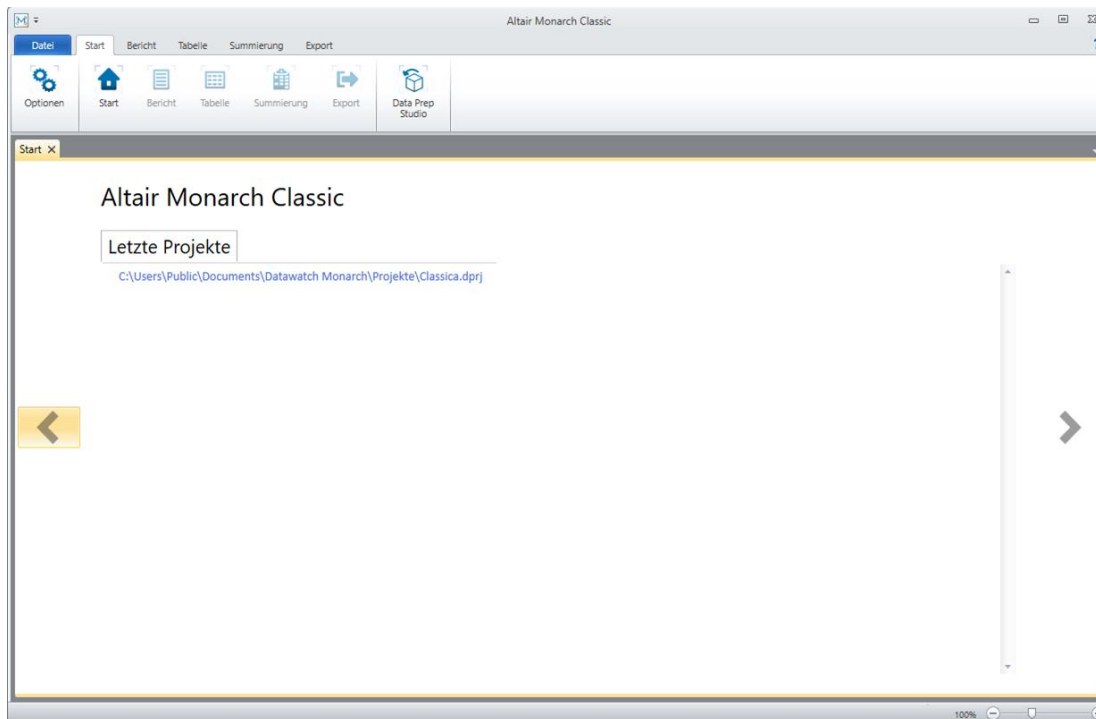 M
Altair Monarch Classic
Datei Start Bericht Tabelle Summierung Export
Optionen Start Bericht Tabelle Summierung Export Data Prep Studio
Start
Altair Monarch Classic
Letzte Projekte
C:\Users\Public\Documents\Datawatch Monarch\Projekte\Classica.dprj
100%